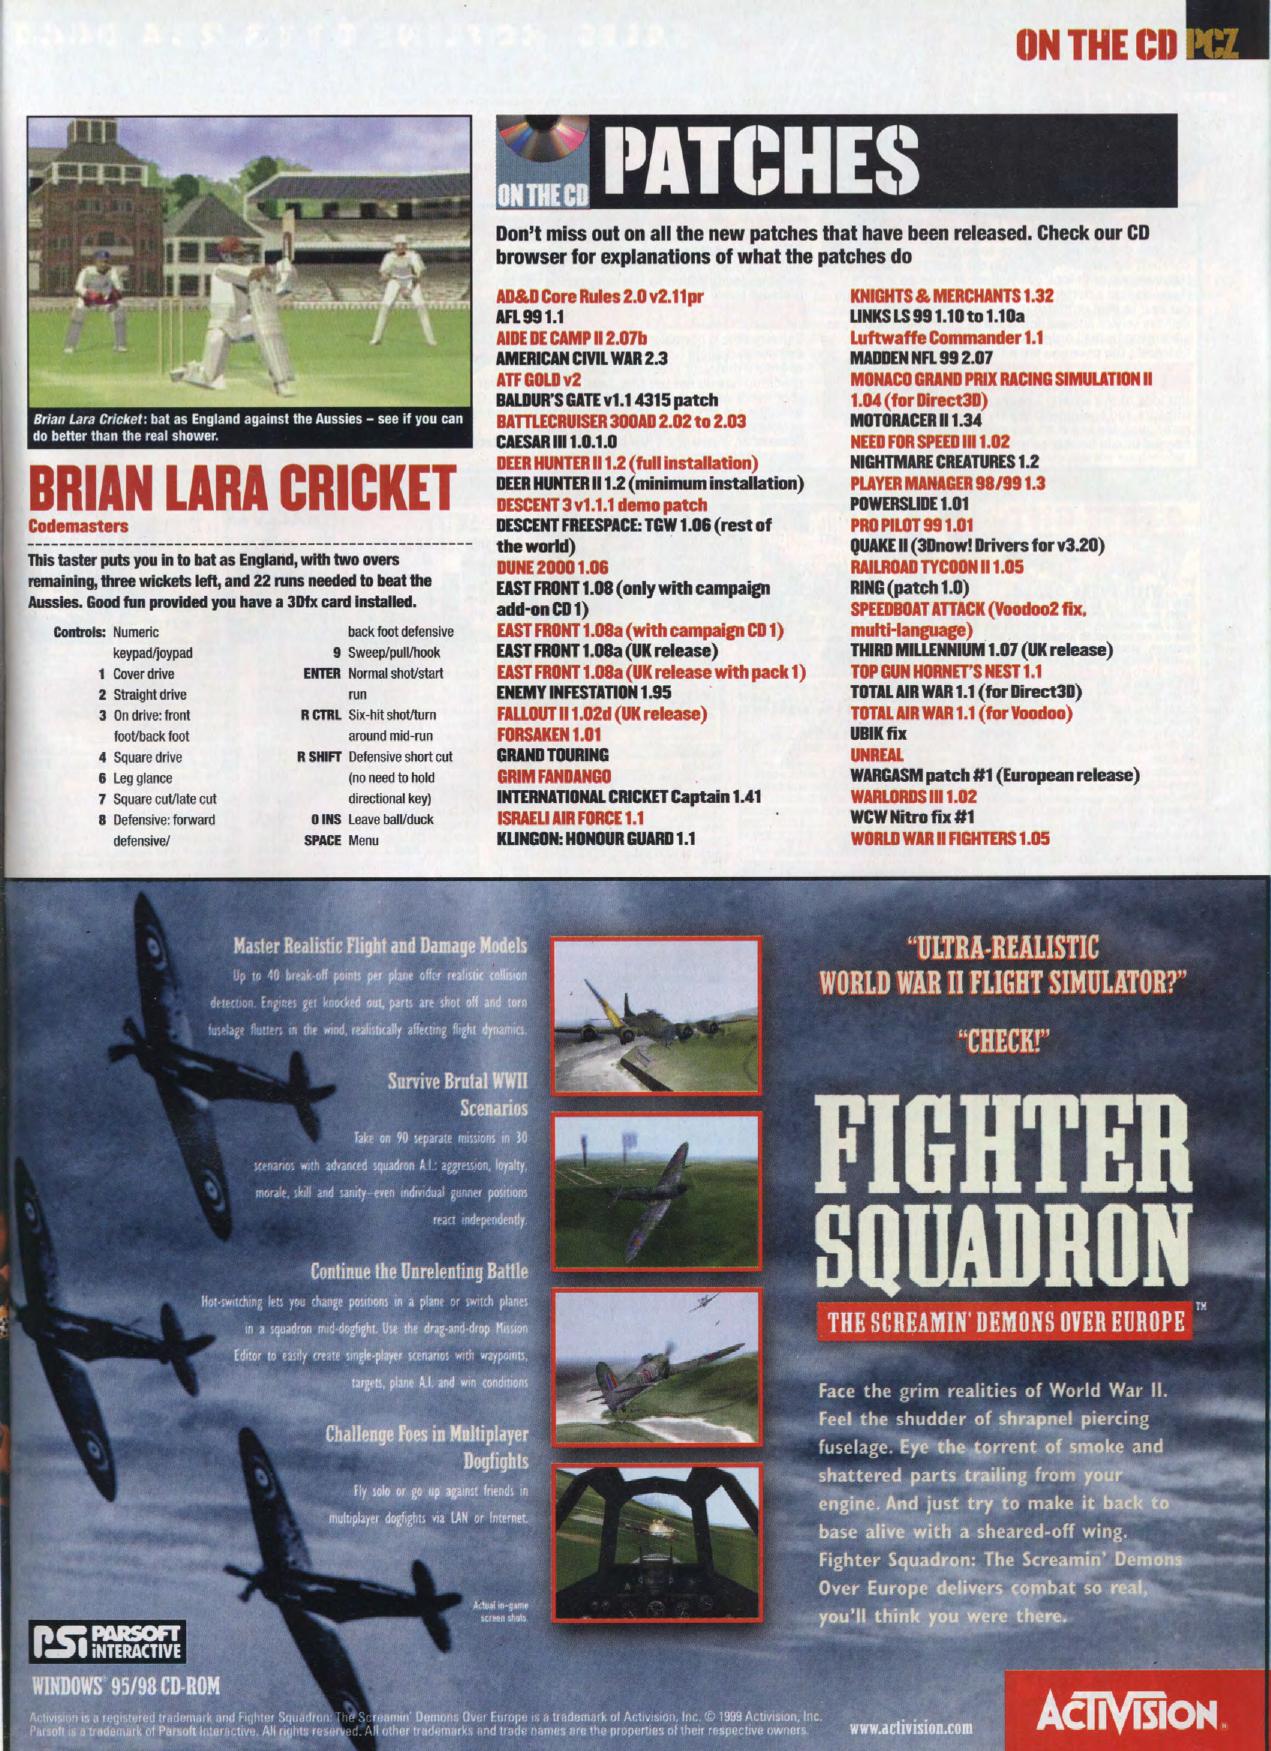 ON THE CD PCZ
Brian Lara Cricket: bat as England against the Aussies – see if you can
do better than the real shower.
BRIAN LARA CRICKET
Codemasters
This taster puts you in to bat as England, with two overs
remaining, three wickets left, and 22 runs needed to beat the
Aussies. Good fun provided you have a 3Dfx card installed.
Controls: Numeric
keypad/joypad
1 Cover drive
2 Straight drive
3 On drive: front
foot/back foot
4 Square drive
6 Leg glance
7 Square cut/late cut
8 Defensive: forward
defensive/
back foot defensive
9 Sweep/pull/hook
ENTER Normal shot/start
run
R CTRL Six-hit shot/turn
around mid-run
R SHIFT Defensive short cut
(no need to hold
directional key)
0 INS Leave ball/duck
SPACE Menu
ON THE CD
PATCHES
Don't miss out on all the new patches that have been released. Check our CD
browser for explanations of what the patches do
AD&D Core Rules 2.0 v2.11pr
AFL 99 1.1
AIDE DE CAMP II 2.07b
AMERICAN CIVIL WAR 2.3
ATF GOLD v2
BALDUR'S GATE v1.1 4315 patch
BATTLECRUISER 300AD 2.02 to 2.03
CAESAR III 1.0.1.0
DEER HUNTER II 1.2 (full installation)
DEER HUNTER II 1.2 (minimum installation)
DESCENT 3 v1.1.1 demo patch
DESCENT FREESPACE: TGW 1.06 (rest of
the world)
DUNE 2000 1.06
EAST FRONT 1.08 (only with campaign
add-on CD 1)
EAST FRONT 1.08a (with campaign CD 1)
EAST FRONT 1.08a (UK release)
EAST FRONT 1.08a (UK release with pack 1)
ENEMY INFESTATION 1.95
FALLOUT II 1.02d (UK release)
FORSAKEN 1.01
GRAND TOURING
GRIM FANDANGO
INTERNATIONAL CRICKET Captain 1.41
ISRAELI AIR FORCE 1.1
KLINGON: HONOUR GUARD 1.1
KNIGHTS & MERCHANTS 1.32
LINKS LS 99 1.10 to 1.10a
Luftwaffe Commander 1.1
MADDEN NFL 99 2.07
MONACO GRAND PRIX RACING SIMULATION II
1.04 (for Direct3D)
MOTORACER II 1.34
NEED FOR SPEED III 1.02
NIGHTMARE CREATURES 1.2
PLAYER MANAGER 98/99 1.3
POWERSLIDE 1.01
PRO PILOT 99 1.01
QUAKE II (3Dnow! Drivers for v3.20)
RAILROAD TYCOON II 1.05
RING (patch 1.0)
SPEEDBOAT ATTACK (Voodoo2 fix,
multi-language)
THIRD MILLENNIUM 1.07 (UK release)
TOP GUN HORNET'S NEST 1.1
TOTAL AIR WAR 1.1 (for Direct3D)
TOTAL AIR WAR 1.1 (for Voodoo)
UBIK fix
UNREAL
WARGASM patch #1 (European release)
WARLORDS III 1.02
WCW Nitro fix #1
WORLD WAR II FIGHTERS 1.05
Master Realistic Flight and Damage Models
Up to 40 break-off points per plane offer realistic collision
detection. Engines get knocked out, parts are shot off and torn
fuselage flutters in the wind, realistically affecting flight dynamics.
Survive Brutal WWII
Scenarios
Take on 90 separate missions in 30
scenarios with advanced squadron A.I.: aggression, loyalty,
morale, skill and sanity–even individual gunner positions
react independently.
Continue the Unrelenting Battle
Hot-switching lets you change positions in a plane or switch planes
in a squadron mid-dogfight. Use the drag-and-drop Mission
Editor to easily create single-player scenarios with waypoints,
targets, plane A.I. and win conditions
Challenge Foes in Multiplayer
Dogfights
Fly solo or go up against friends in
multiplayer dogfights via LAN or Internet.
Actual in-game
screen shots.
"ULTRA-REALISTIC
WORLD WAR II FLIGHT SIMULATOR?"
"CHECK!"
FIGHTER
SQUADRON
THE SCREAMIN' DEMONS OVER EUROPE ™
Face the grim realities of World War II.
Feel the shudder of shrapnel piercing
fuselage. Eye the torrent of smoke and
shattered parts trailing from your
engine. And just try to make it back to
base alive with a sheared-off wing.
Fighter Squadron: The Screamin' Demons
Over Europe delivers combat so real,
you'll think you were there.
PSi PARSOFT
INTERACTIVE
WINDOWS® 95/98 CD-ROM
Activision is a registered trademark and Fighter Squadron: The Screamin' Demons Over Europe is a trademark of Activision, Inc. © 1999 Activision, Inc.
Parsoft is a trademark of Parsoft Interactive. All rights reserved. All other trademarks and trade names are the properties of their respective owners.
www.activision.com
ACTIVISION®